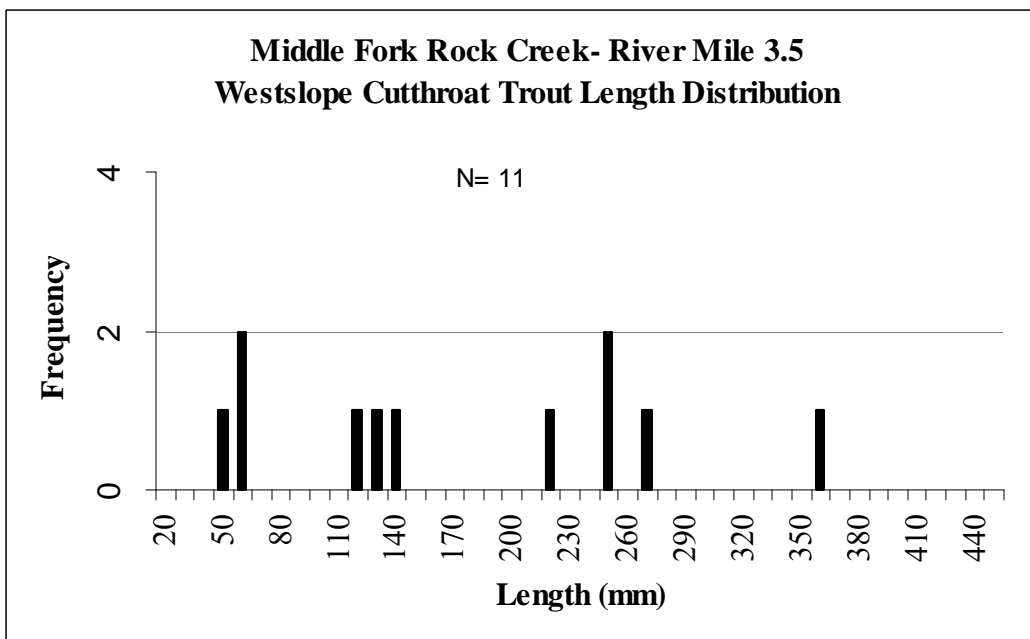 Middle Fork Rock Creek- River Mile 3.5
Westslope Cutthroat Trout Length Distribution
N= 11
4
2
0
Frequency
20 50 80 110 140 170 200 230 260 290 320 350 380 410 440
Length (mm)